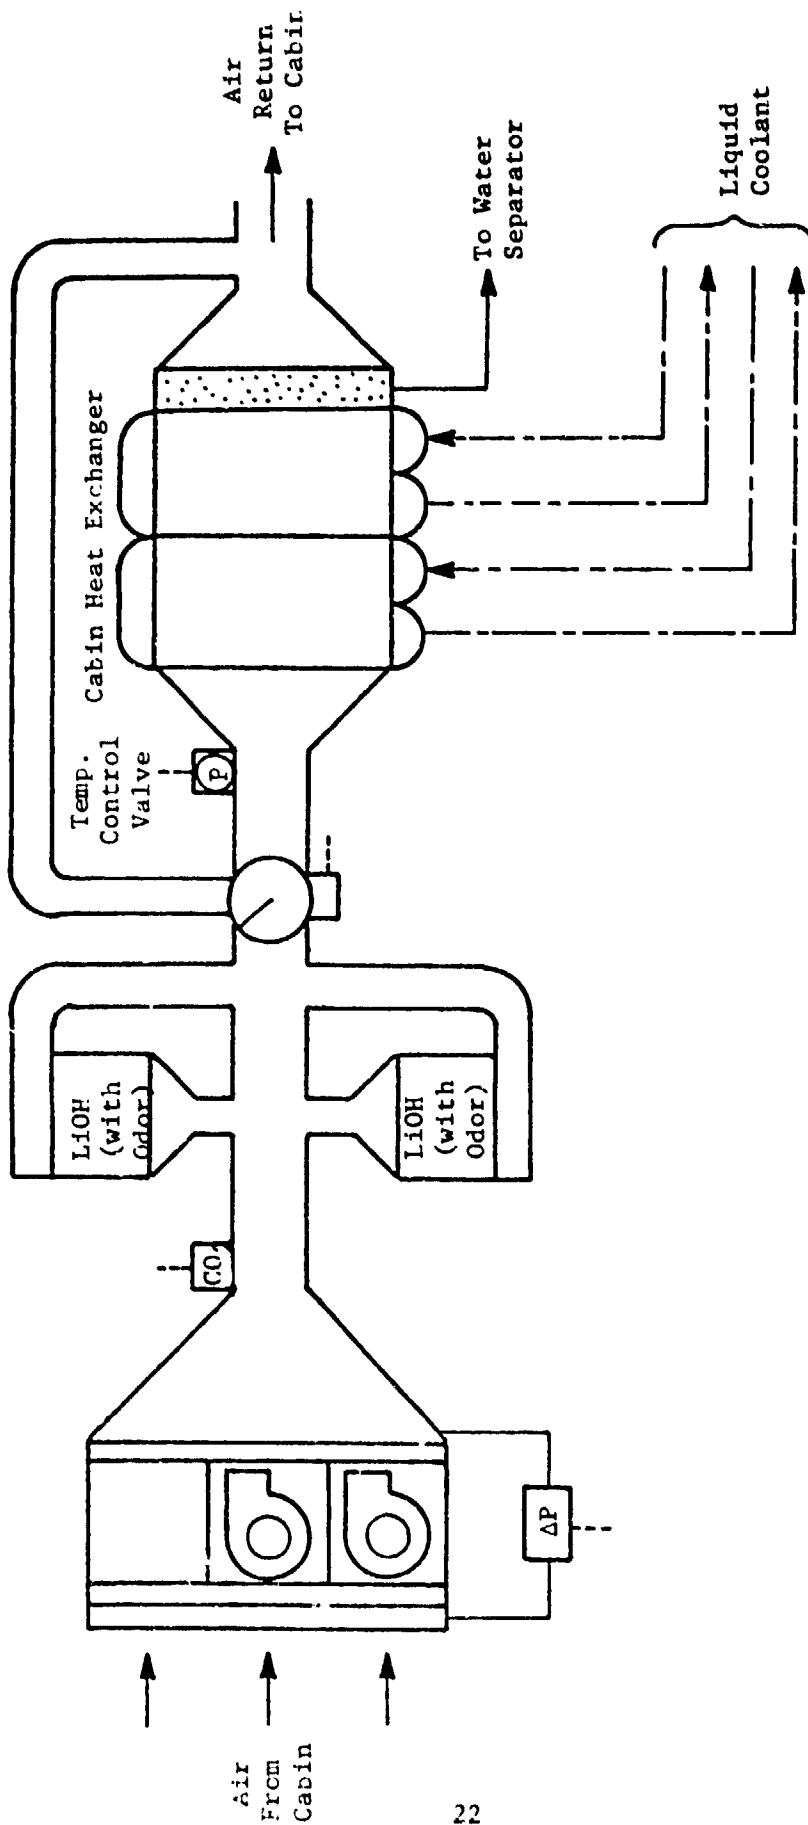 Air
From
Cabin
ΔP
CO
LiOH
(with
Odor)
LiOH
(with
Odor)
Temp.
Control
Valve
P
Cabin Heat Exchanger
Air
Return
To Cabin
To Water
Separator
Liquid
Coolant
22